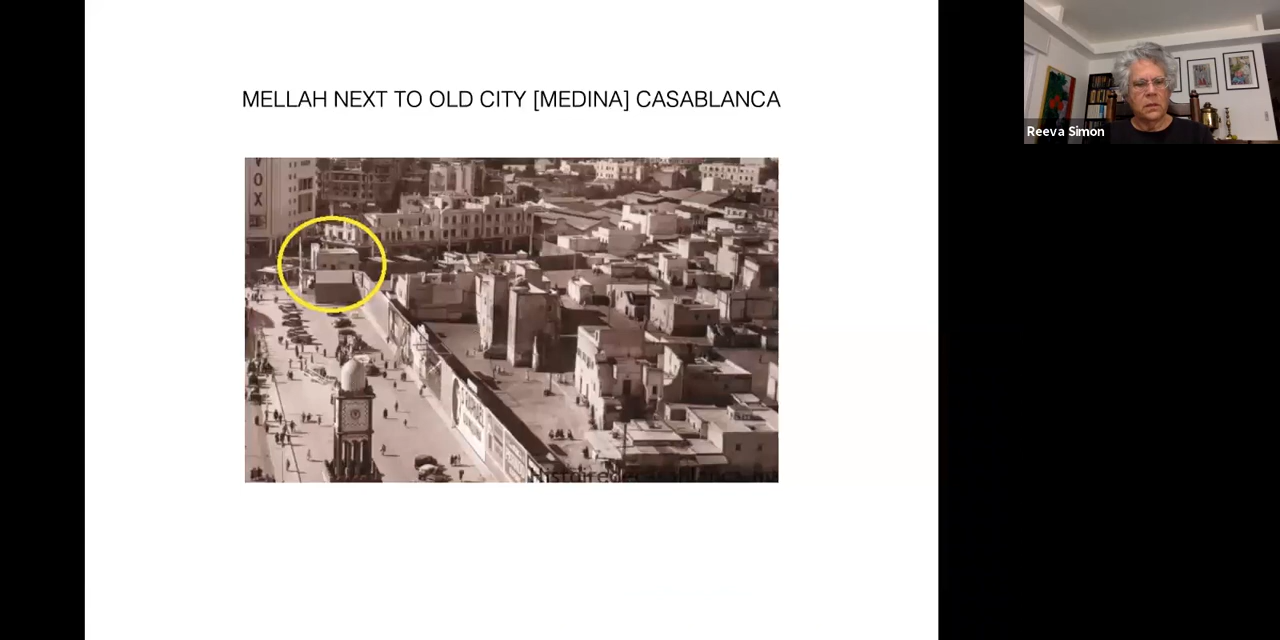 MELLAH NEXT TO OLD CITY [MEDINA] CASABLANCA
VOX
Reeva Simon